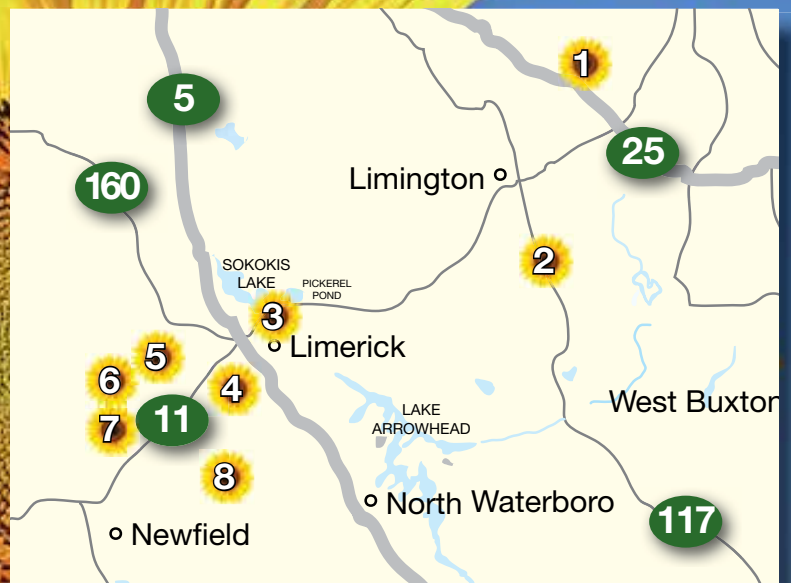 1
5
25
160
Limington
2
SOKOKIS
LAKE
PICKEREL
POND
3
Limerick
5
6
4
11
7
LAKE
ARROWHEAD
West Buxton
8
North Waterboro
117
Newfield